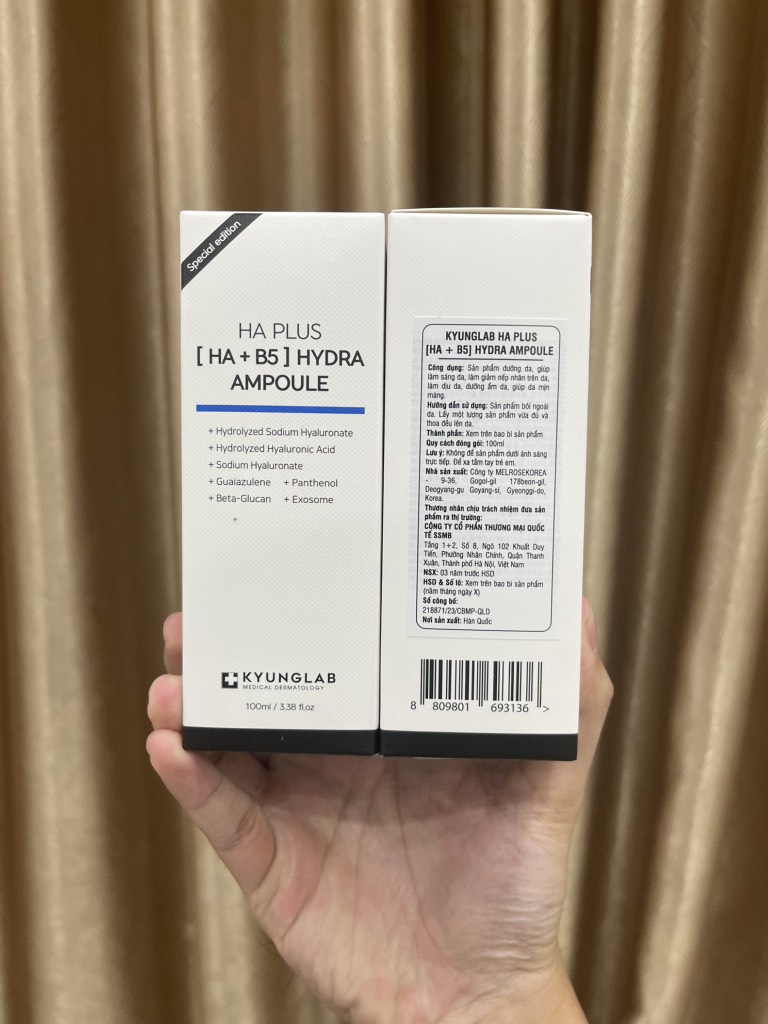 Special edition
HA PLUS
[ HA + B5 ] HYDRA
AMPOULE
+ Hydrolyzed Sodium Hyaluronate
+ Hydrolyzed Hyaluronic Acid
+ Sodium Hyaluronate
+ Guaiazulene + Panthenol
+ Beta-Glucan + Exosome
KYUNGLAB
MEDICAL DERMATOLOGY
100ml / 3.38 fl.oz
KYUNGLAB HA PLUS
[HA + B5] HYDRA AMPOULE
Công dụng: Sản phẩm dưỡng da, giúp
làm sáng da, làm giảm nếp nhăn trên da,
làm dịu da, dưỡng ẩm da, giúp da mịn
màng.
Hướng dẫn sử dụng: Sản phẩm bôi ngoài
da. Lấy một lượng sản phẩm vừa đủ và
thoa đều lên da.
Thành phần: Xem trên bao bì sản phẩm
Quy cách đóng gói: 100ml
Lưu ý: Không để sản phẩm dưới ánh sáng
trực tiếp. Để xa tầm tay trẻ em.
Nhà sản xuất: Công ty MELROSEKOREA
- 9-36, Gogol-gil 178beon-gil,
Deogyang-gu Goyang-si, Gyeonggi-do,
Korea.
Thương nhân chịu trách nhiệm đưa sản
phẩm ra thị trường:
CÔNG TY CỔ PHẦN THƯƠNG MẠI QUỐC
TẾ SSMB
Tầng 1+2, Số 8, Ngõ 102 Khuất Duy
Tiến, Phường Nhân Chính, Quận Thanh
Xuân, Thành phố Hà Nội, Việt Nam
NSX: 03 năm trước HSD
HSD & Số lô: Xem trên bao bì sản phẩm
(năm tháng ngày X)
Số công bố:
218871/23/CBMP-QLD
Nơi sản xuất: Hàn Quốc
8 809801 693136 >